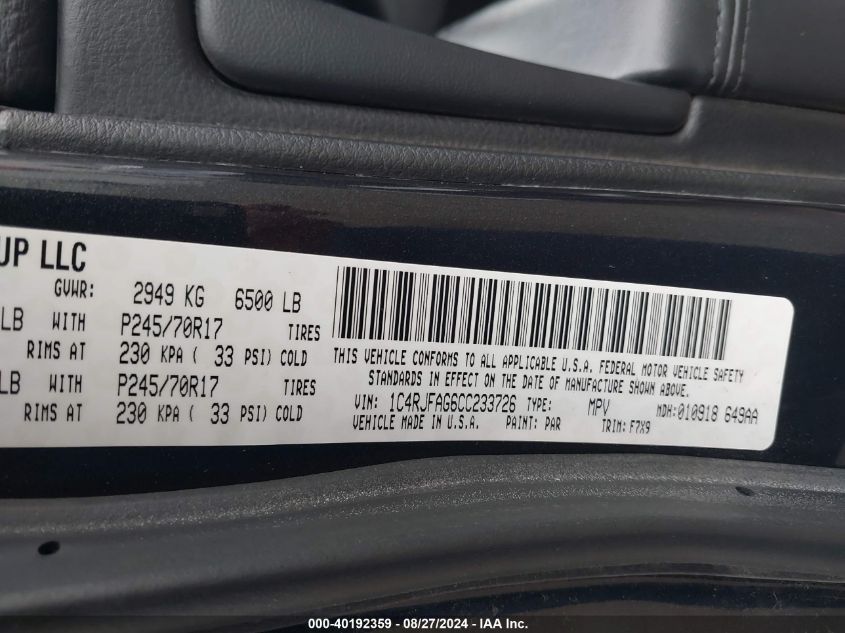 UP LLC
GVWR: 2949 KG 6500 LB
LB WITH P245/70R17 TIRES
RIMS AT 230 KPA ( 33 PSI) COLD
LB WITH P245/70R17 TIRES
RIMS AT 230 KPA ( 33 PSI) COLD
THIS VEHICLE CONFORMS TO ALL APPLICABLE U.S.A. FEDERAL MOTOR VEHICLE SAFETY
STANDARDS IN EFFECT ON THE DATE OF MANUFACTURE SHOWN ABOVE.
VIN: 1C4RJFAG6CC233726 TYPE: MPV MDH:010918 649AA
VEHICLE MADE IN U.S.A. PAINT: PAR TRIM: F7X9
000-40192359 - 08/27/2024 - IAA Inc.